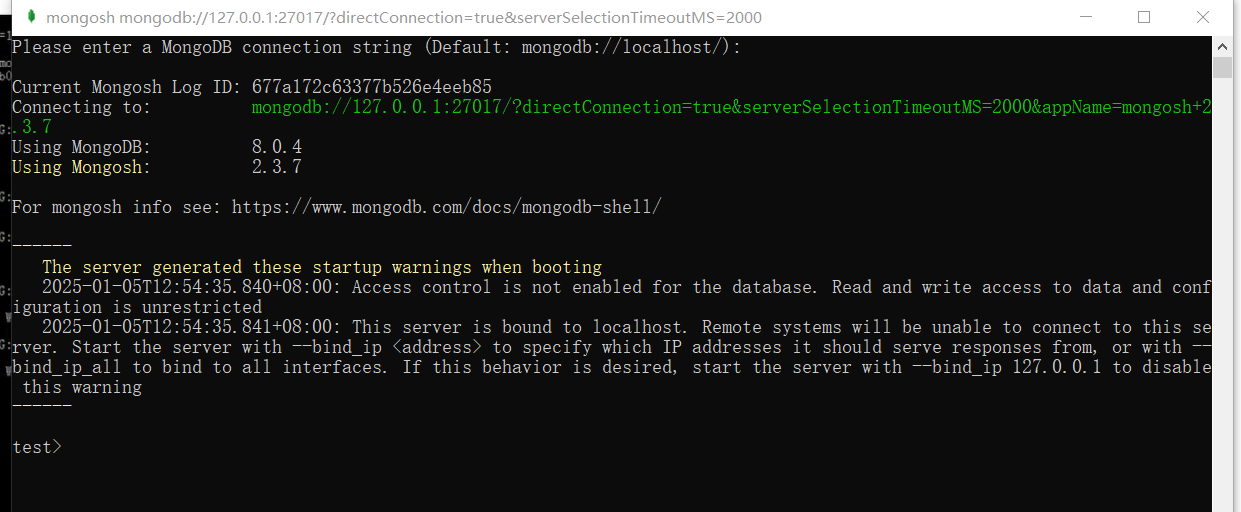 mongosh mongodb://127.0.0.1:27017/?directConnection=true&serverSelectionTimeoutMS=2000
Please enter a MongoDB connection string (Default: mongodb://localhost/):
Current Mongosh Log ID: 677a172c63377b526e4eeb85
Connecting to: mongodb://127.0.0.1:27017/?directConnection=true&serverSelectionTimeoutMS=2000&appName=mongosh+2
.3.7
Using MongoDB: 8.0.4
Using Mongosh: 2.3.7
For mongosh info see: https://www.mongodb.com/docs/mongodb-shell/
------
The server generated these startup warnings when booting
2025-01-05T12:54:35.840+08:00: Access control is not enabled for the database. Read and write access to data and conf
iguration is unrestricted
2025-01-05T12:54:35.841+08:00: This server is bound to localhost. Remote systems will be unable to connect to this se
rver. Start the server with --bind_ip <address> to specify which IP addresses it should serve responses from, or with --
bind_ip_all to bind to all interfaces. If this behavior is desired, start the server with --bind_ip 127.0.0.1 to disable
this warning
------
test>